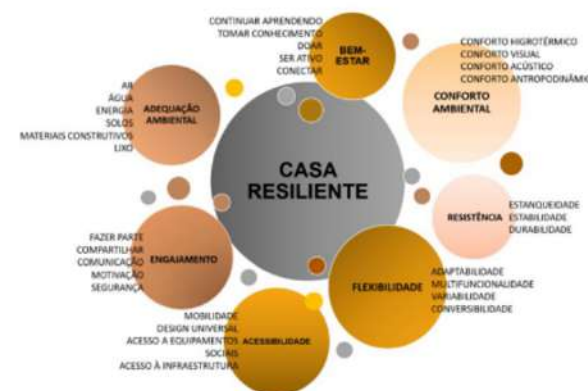 CONTINUAR APRENDENDO
TOMAR CONHECIMENTO
DOAR
SER ATIVO
CONECTAR
BEM-
ESTAR
CONFORTO HIGROTÉRMICO
CONFORTO VISUAL
CONFORTO ACÚSTICO
CONFORTO ANTROPODINÂMIC
CONFORTO
AMBIENTAL
AR
ÁGUA
ENERGIA
SOLOS
MATERIAIS CONSTRUTIVOS
LIXO
ADEQUAÇÃO
AMBIENTAL
CASA
RESILIENTE
RESISTÊNCIA
ESTANQUEIDADE
ESTABILIDADE
DURABILIDADE
FAZER PARTE
COMPARTILHAR
COMUNICAÇÃO
MOTIVAÇÃO
SEGURANÇA
ENGAJAMENTO
FLEXIBILIDADE
ADAPTABILIDADE
MULTIFUNCIONALIDADE
VARIABILIDADE
CONVERSIBILIDADE
MOBILIDADE
DESIGN UNIVERSAL
ACESSO A EQUIPAMENTOS
SOCIAIS
ACESSO À INFRAESTRUTURA
ACESSIBILIDADE